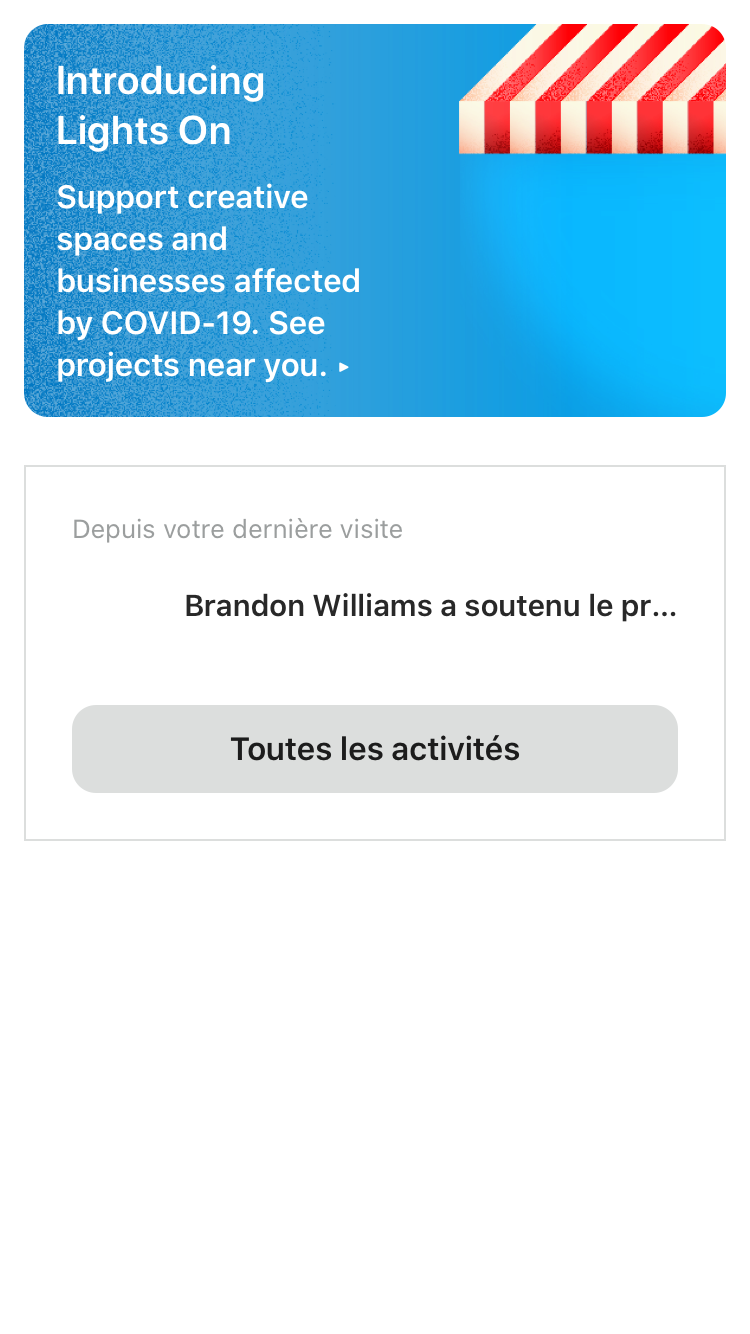 Introducing
Lights On
Support creative
spaces and
businesses affected
by COVID-19. See
projects near you. ▸
Depuis votre dernière visite
Brandon Williams a soutenu le pr...
Toutes les activités